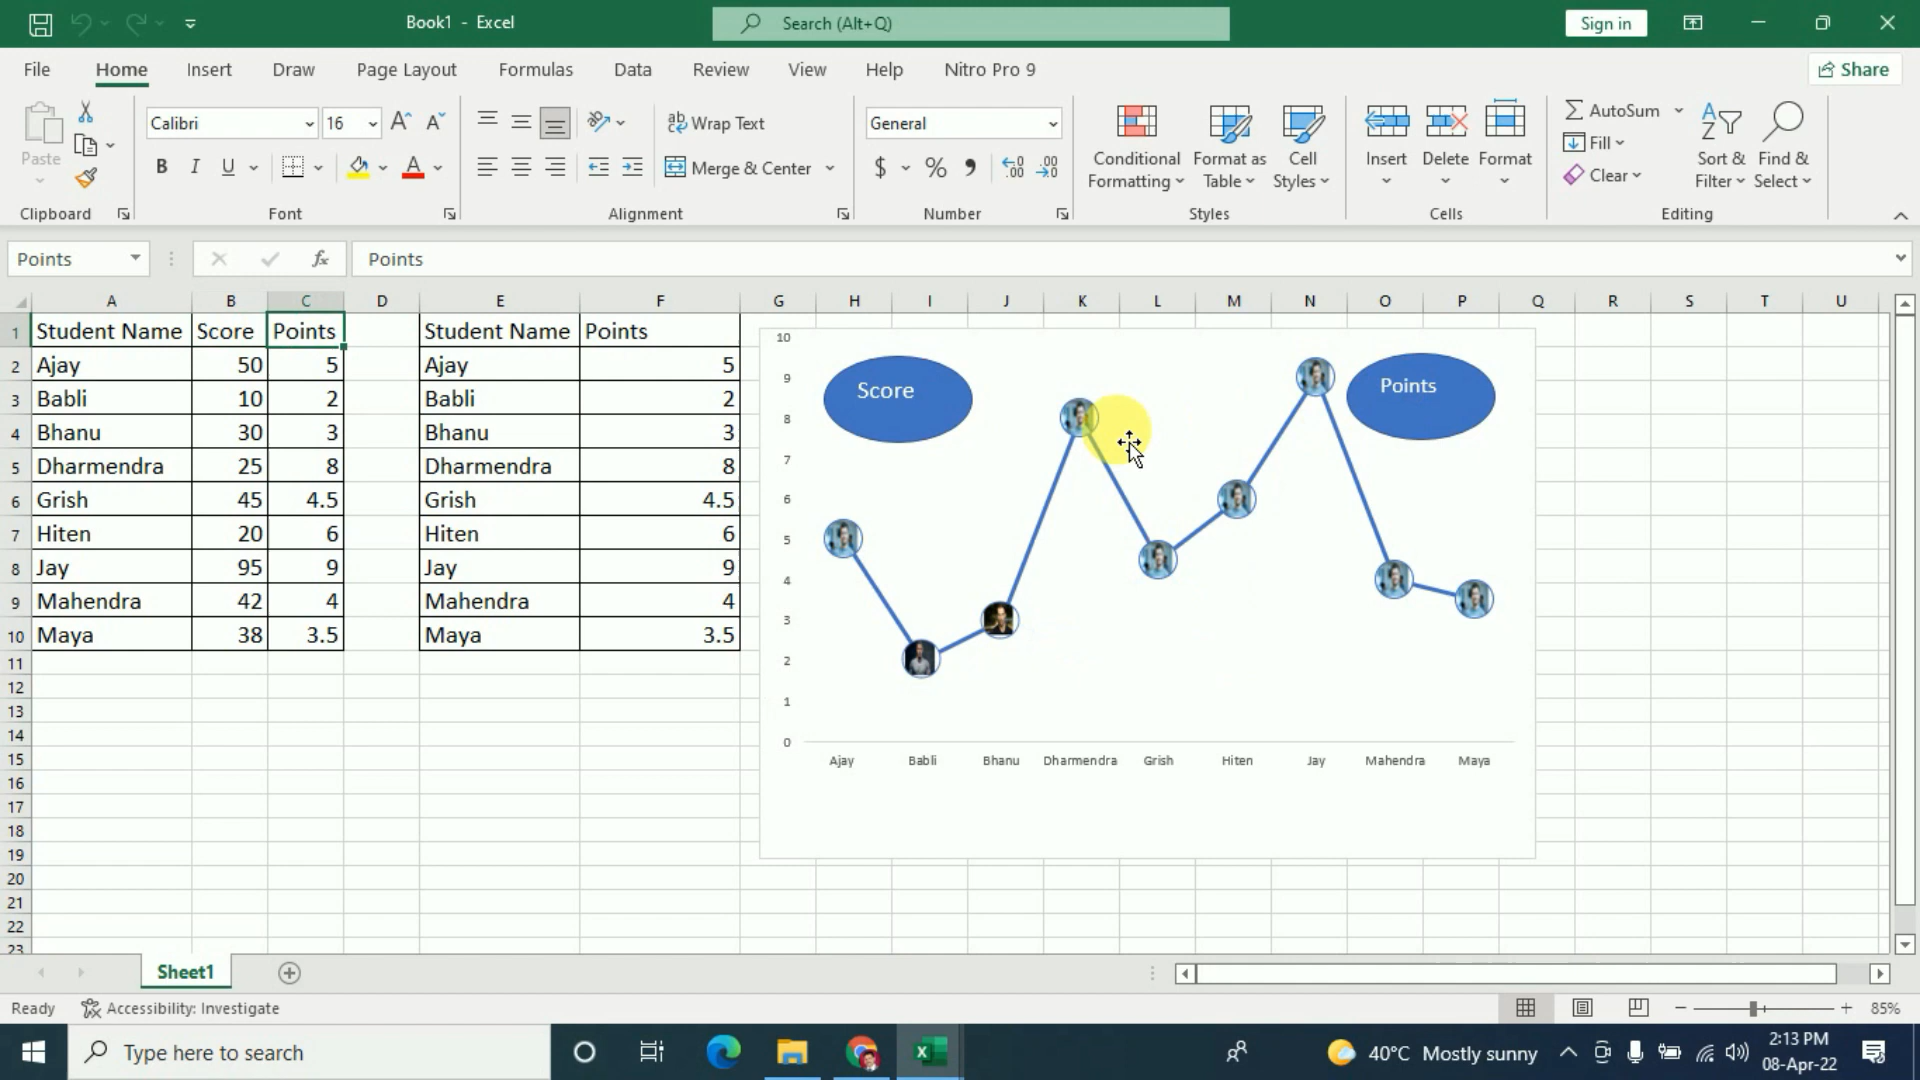 Book1 - Excel
Search (Alt+Q)
Sign in
File Home Insert Draw Page Layout Formulas Data Review View Help Nitro Pro 9
Share
Paste
Clipboard
Calibri 16
B I U
Font
Wrap Text
Merge & Center
Alignment
General
$ %
Number
Conditional Formatting
Format as Table
Cell Styles
Styles
Insert Delete Format
Cells
AutoSum
Fill
Clear
Sort & Filter
Find & Select
Editing
Points fx Points
A B C D E F G H I J K L M N O P Q R S T U
1 Student Name Score Points Student Name Points
2 Ajay 50 5 Ajay 5
3 Babli 10 2 Babli 2
4 Bhanu 30 3 Bhanu 3
5 Dharmendra 25 8 Dharmendra 8
6 Grish 45 4.5 Grish 4.5
7 Hiten 20 6 Hiten 6
8 Jay 95 9 Jay 9
9 Mahendra 42 4 Mahendra 4
10 Maya 38 3.5 Maya 3.5
11
12
13
14
15
16
17
18
19
20
21
22
23
10
9
8
7
6
5
4
3
2
1
0
Score
Points
Ajay Babli Bhanu Dharmendra Grish Hiten Jay Mahendra Maya
Sheet1
Ready Accessibility: Investigate
85%
Type here to search
40°C Mostly sunny
2:13 PM
08-Apr-22